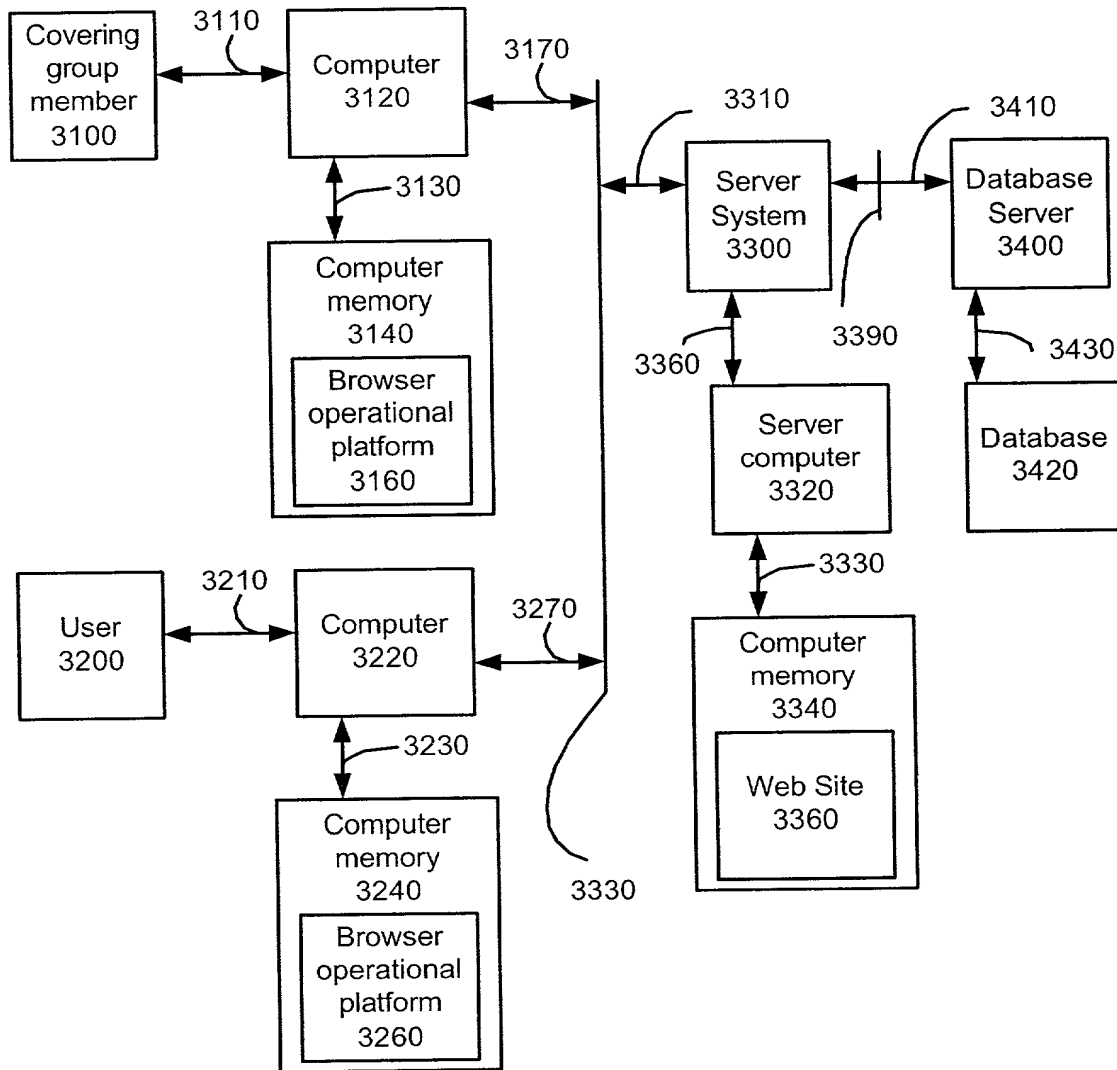 Covering
group
member
3100
3110
Computer
3120
3170
3130
Computer
memory
3140
Browser
operational
platform
3160
3310
Server
System
3300
3410
Database
Server
3400
3360
3390
3430
Server
computer
3320
Database
3420
3330
Computer
memory
3340
Web Site
3360
User
3200
3210
Computer
3220
3270
3230
Computer
memory
3240
Browser
operational
platform
3260
3330